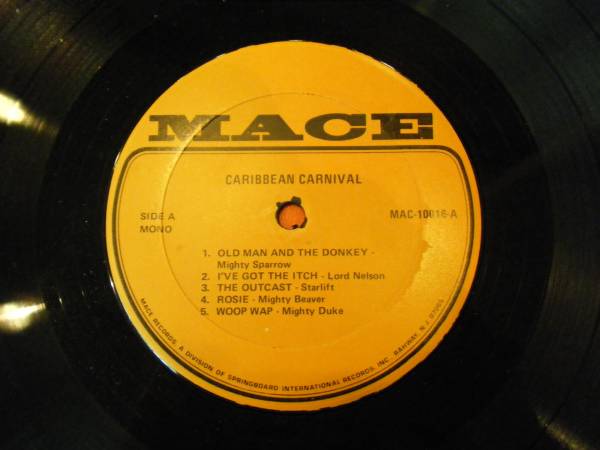 MACE
CARIBBEAN CARNIVAL
SIDE A
MONO
MAC-10016-A
1. OLD MAN AND THE DONKEY -
Mighty Sparrow
2. I'VE GOT THE ITCH - Lord Nelson
3. THE OUTCAST - Starlift
4. ROSIE - Mighty Beaver
5. WOOP WAP - Mighty Duke
MACE RECORDS, A DIVISION OF SPRINGBOARD INTERNATIONAL RECORDS, INC. RAHWAY, N.J. 07065